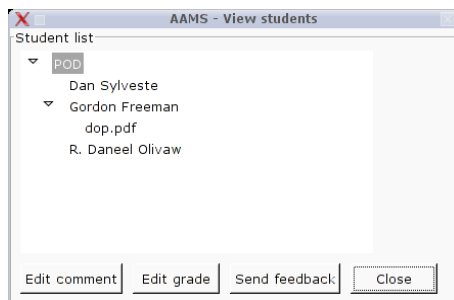 AAMS - View students
Student list
POD
Dan Sylveste
Gordon Freeman
dop.pdf
R. Daneel Olivaw
Edit comment Edit grade Send feedback Close